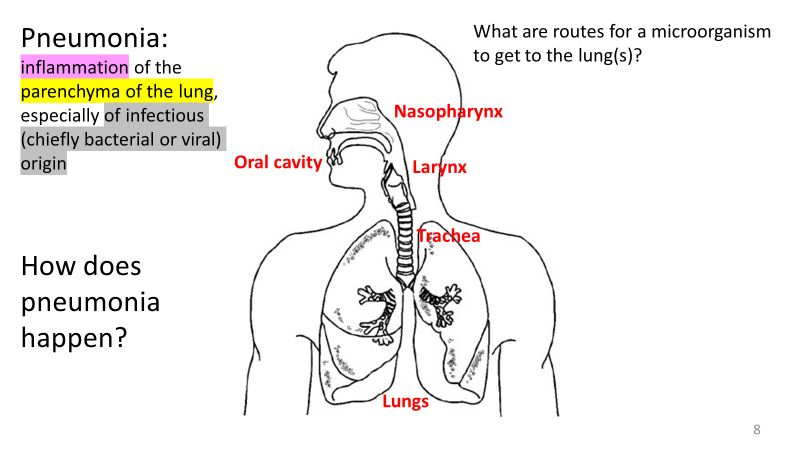 Pneumonia:
inflammation of the
parenchyma of the lung,
especially of infectious
(chiefly bacterial or viral)
origin
What are routes for a microorganism
to get to the lung(s)?
Nasopharynx
Oral cavity
Larynx
Trachea
How does
pneumonia
happen?
Lungs
8